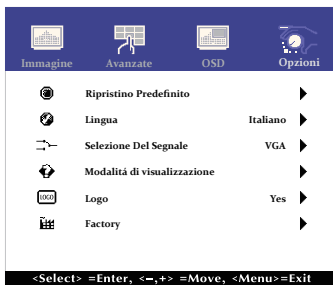 Immagine Avanzate OSD Opzioni
Ripristino Predefinito
Lingua Italiano
Selezione Del Segnale VGA
Modalitá di visualizzazione
LOGO Logo Yes
Factory
<Select> =Enter, <–,+> =Move, <Menu>=Exit